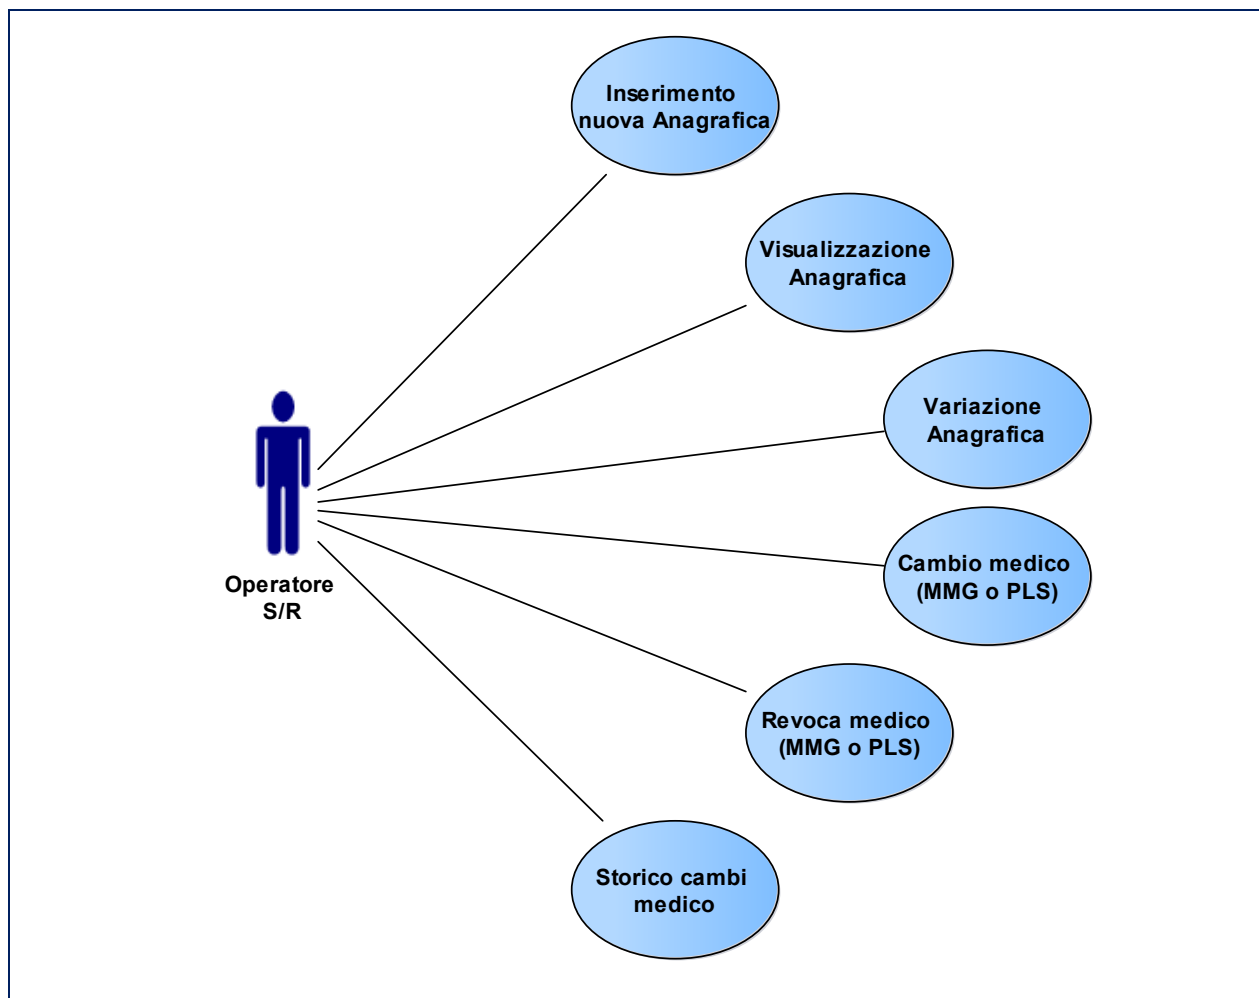 Inserimento
nuova Anagrafica
Visualizzazione
Anagrafica
Variazione
Anagrafica
Cambio medico
(MMG o PLS)
Operatore
S/R
Revoca medico
(MMG o PLS)
Storico cambi
medico